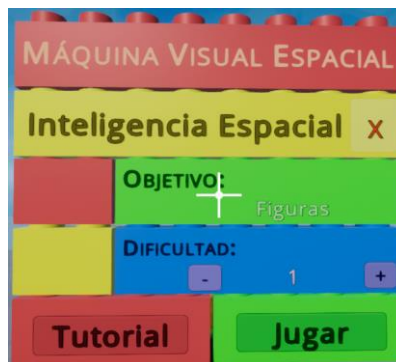 MÁQUINA VISUAL ESPACIAL
Inteligencia Espacial X
OBJETIVO:
Figuras
DIFICULTAD:
- 1 +
Tutorial Jugar